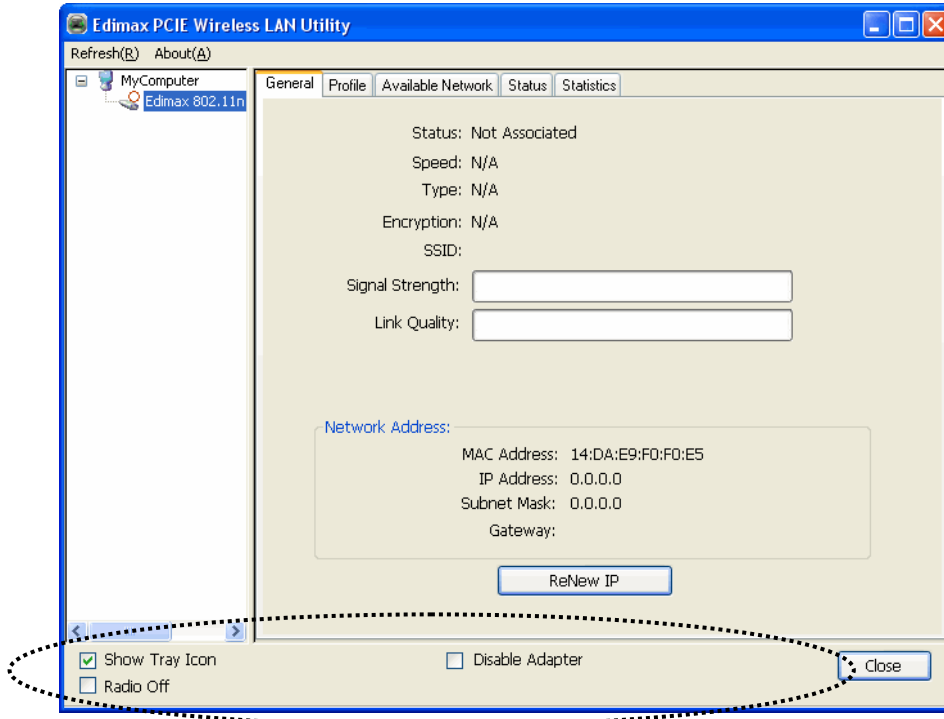 Edimax PCIE Wireless LAN Utility
Refresh(R) About(A)
MyComputer
Edimax 802.11n
General Profile Available Network Status Statistics
Status: Not Associated
Speed: N/A
Type: N/A
Encryption: N/A
SSID:
Signal Strength:
Link Quality:
Network Address:
MAC Address: 14:DA:E9:F0:F0:E5
IP Address: 0.0.0.0
Subnet Mask: 0.0.0.0
Gateway:
ReNew IP
Show Tray Icon Disable Adapter Close
Radio Off